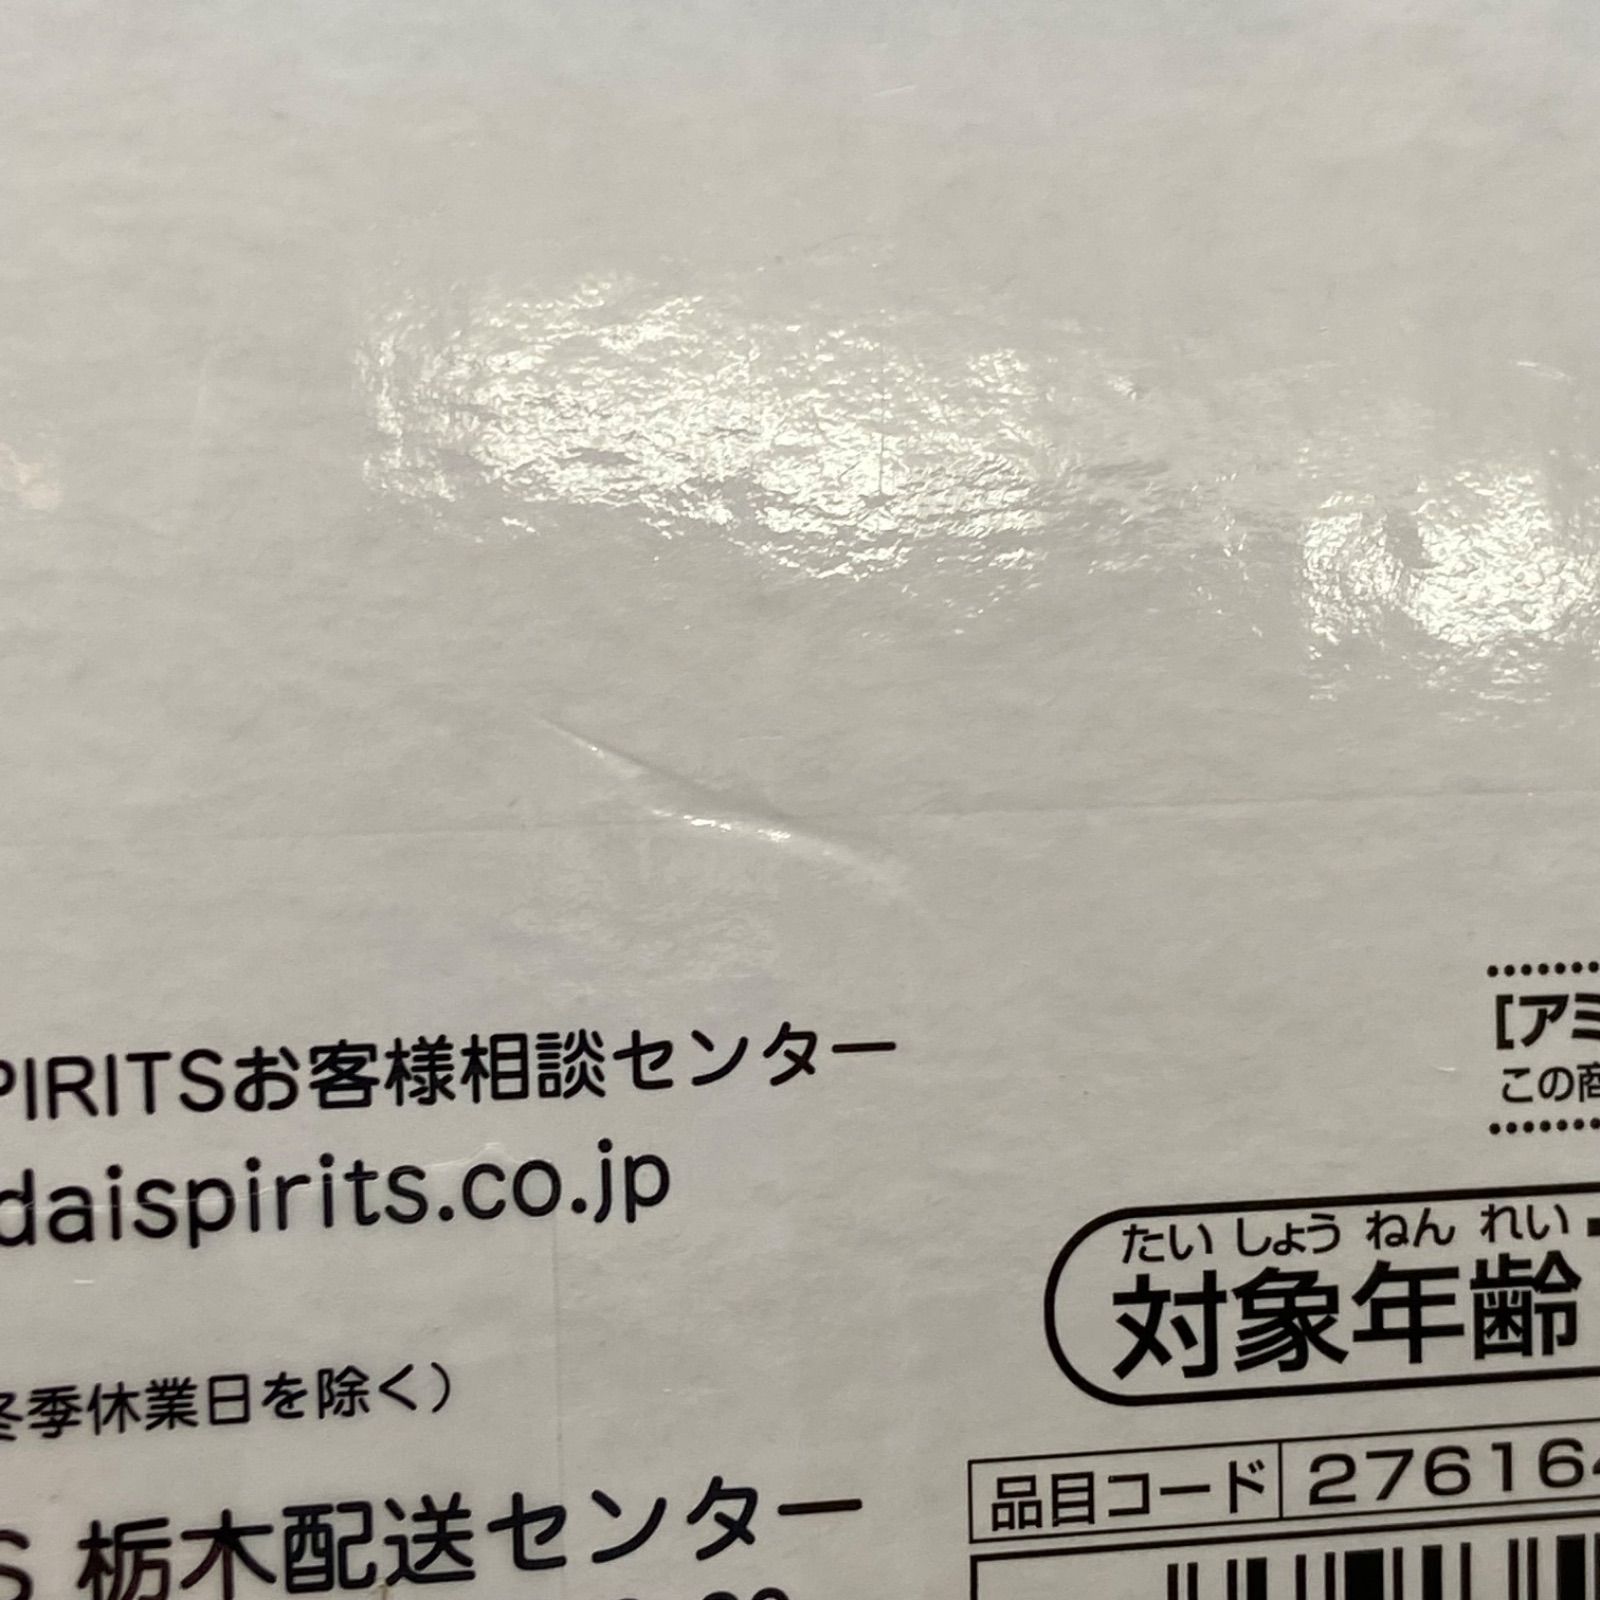 PIRITSお客様相談センター
daispirits.co.jp
冬季休業日を除く）
S 栃木配送センター
[アミ
この商
たいしょうねんれい
対象年齢
品目コード 276164